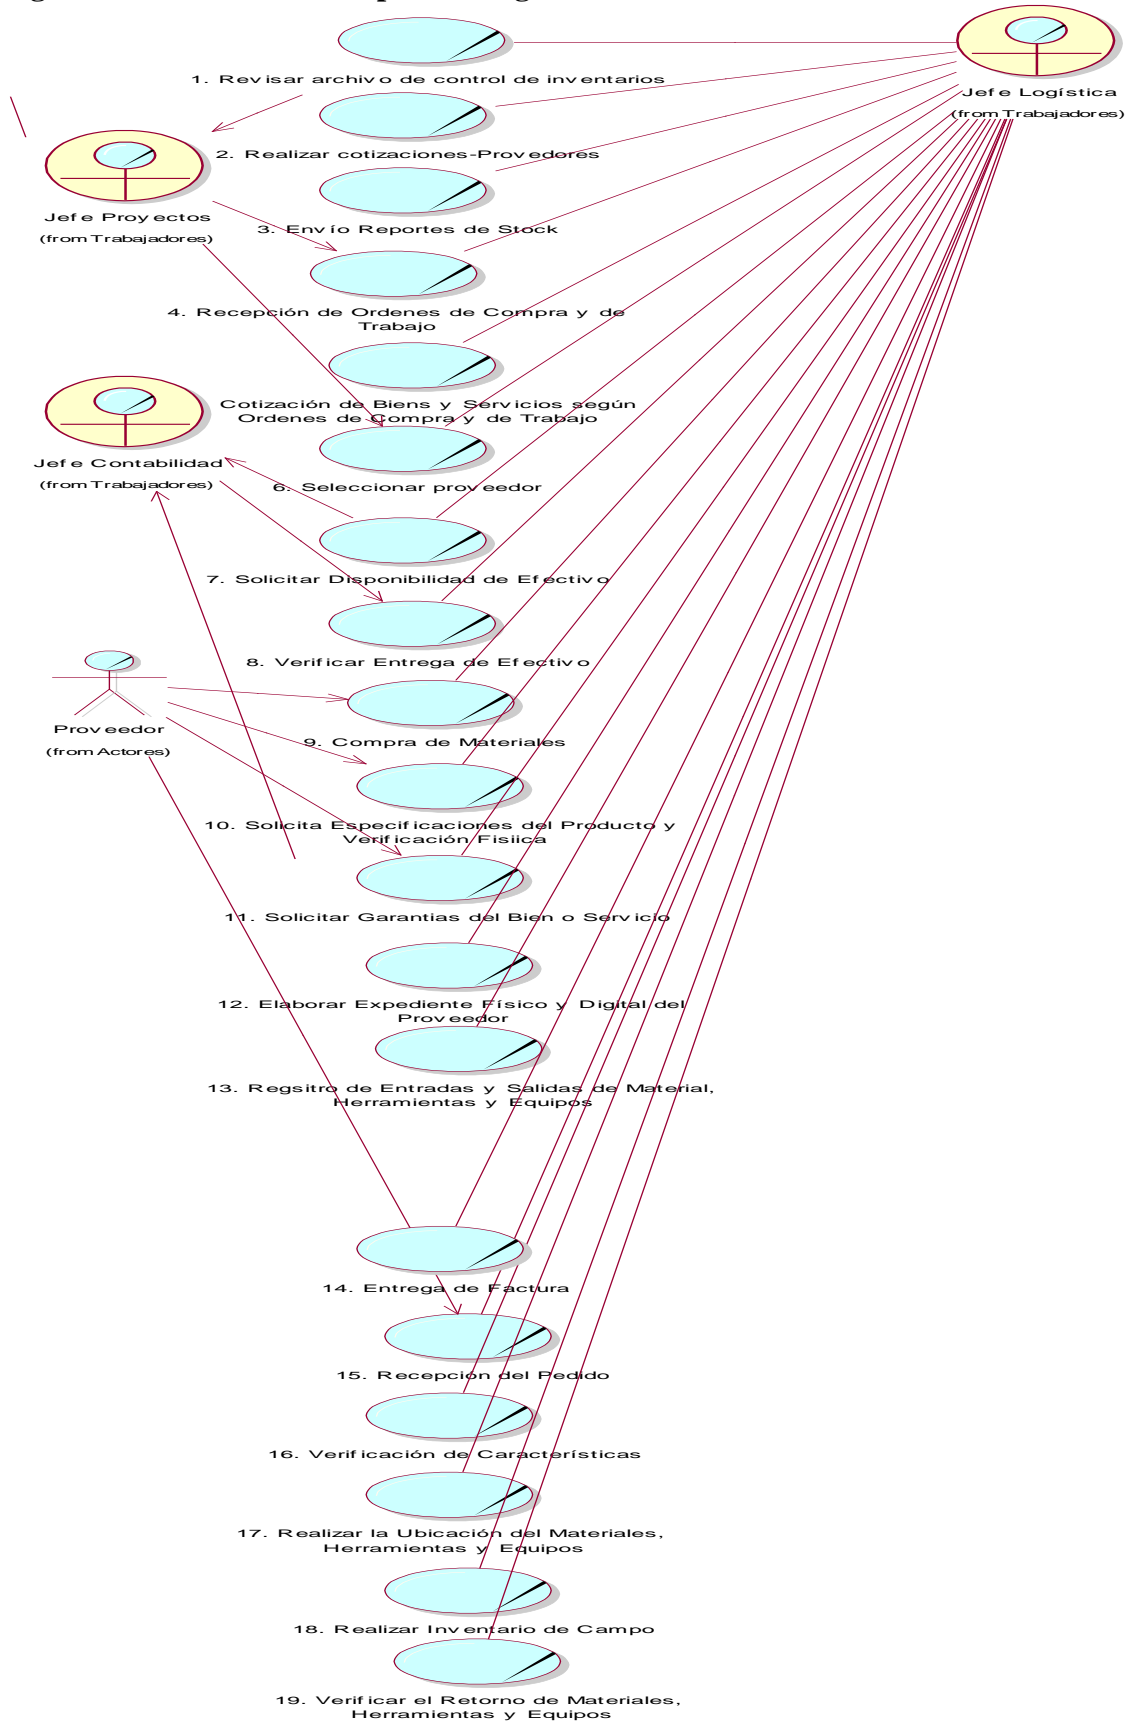 1. Revisar archivo de control de inventarios
Jefe Logística
(from Trabajadores)
2. Realizar cotizaciones-Provedores
Jefe Proyectos
(from Trabajadores)
3. Envío Reportes de Stock
4. Recepción de Ordenes de Compra y de
Trabajo
Cotización de Biens y Servicios según
Ordenes de Compra y de Trabajo
Jefe Contabilidad
(from Trabajadores)
6. Seleccionar proveedor
7. Solicitar Disponibilidad de Efectivo
8. Verificar Entrega de Efectivo
Proveedor
(from Actores)
9. Compra de Materiales
10. Solicita Especificaciones del Producto y
Verificación Fisiica
11. Solicitar Garantias del Bien o Servicio
12. Elaborar Expediente Físico y Digital del
Proveedor
13. Regsitro de Entradas y Salidas de Material,
Herramientas y Equipos
14. Entrega de Factura
15. Recepción del Pedido
16. Verificación de Características
17. Realizar la Ubicación del Materiales,
Herramientas y Equipos
18. Realizar Inventario de Campo
19. Verificar el Retorno de Materiales,
Herramientas y Equipos